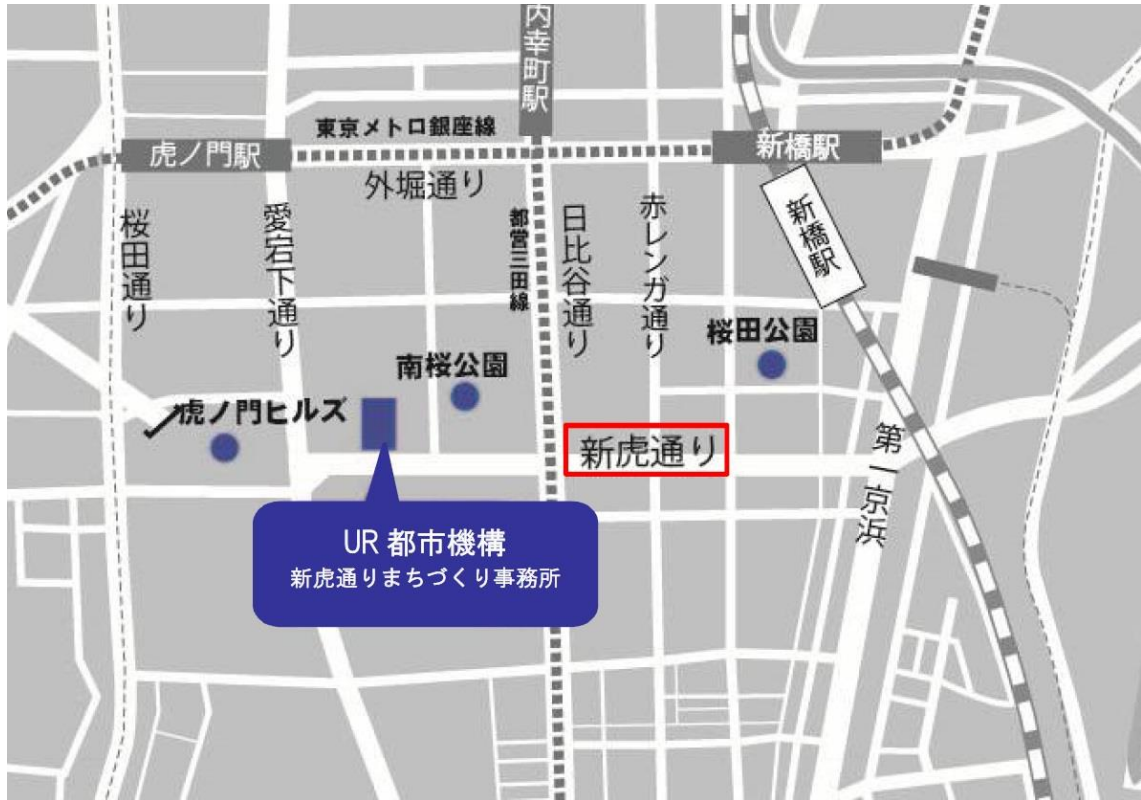 内幸町駅
東京メトロ銀座線
虎ノ門駅
新橋駅
外堀通り
桜田通り
愛宕下通り
都営三田線
日比谷通り
赤レンガ通り
新橋駅
桜田公園
南桜公園
虎ノ門ヒルズ
新虎通り
第一京浜
UR 都市機構
新虎通りまちづくり事務所